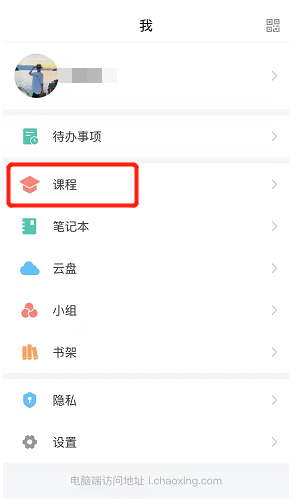 我
待办事项
课程
笔记本
云盘
小组
书架
隐私
设置
电脑端访问地址 i.chaoxing.com